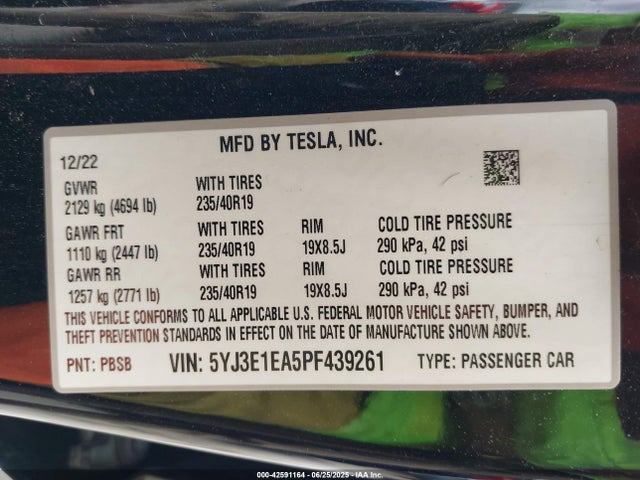 MFD BY TESLA, INC.
12/22
GVWR WITH TIRES
2129 kg (4694 lb) 235/40R19
GAWR FRT WITH TIRES RIM COLD TIRE PRESSURE
1110 kg (2447 lb) 235/40R19 19X8.5J 290 kPa, 42 psi
GAWR RR WITH TIRES RIM COLD TIRE PRESSURE
1257 kg (2771 lb) 235/40R19 19X8.5J 290 kPa, 42 psi
THIS VEHICLE CONFORMS TO ALL APPLICABLE U.S. FEDERAL MOTOR VEHICLE SAFETY, BUMPER, AND
THEFT PREVENTION STANDARDS IN EFFECT ON THE DATE OF MANUFACTURE SHOWN ABOVE.
PNT: PBSB VIN: 5YJ3E1EA5PF439261 TYPE: PASSENGER CAR
000-42591164 - 06/25/2025 - IAA Inc.